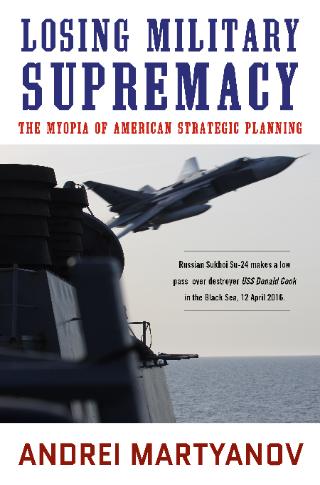 LOSING MILITARY
SUPREMACY
THE MYOPIA OF AMERICAN STRATEGIC PLANNING
Russian Sukhoi Su-24 makes a low
pass over destroyer USS Donald Cook
in the Black Sea, 12 April 2016.
ANDREI MARTYANOV